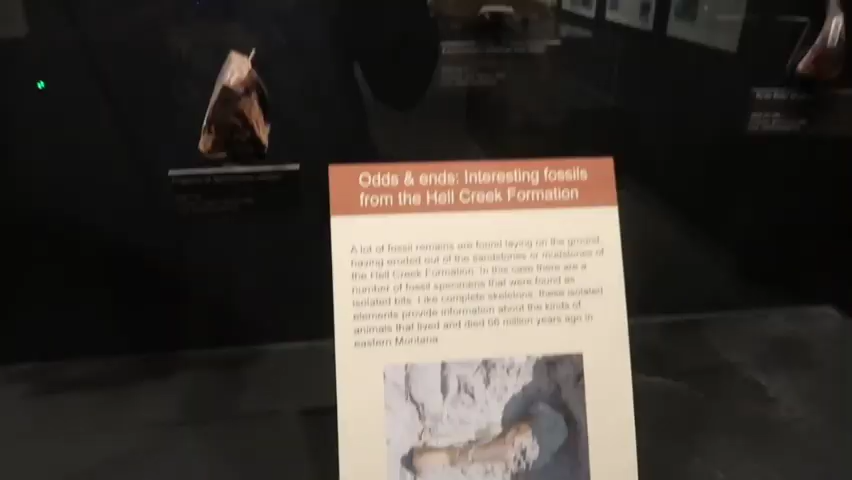 Odds & ends: Interesting fossils
from the Hell Creek Formation
A lot of fossil remains are found laying on the ground,
having eroded out of the sandstones or mudstones of
the Hell Creek Formation. In this case there are a
number of fossil specimens that were found as
isolated bits. Like complete skeletons, these isolated
elements provide information about the kinds of
animals that lived and died 66 million years ago in
eastern Montana.